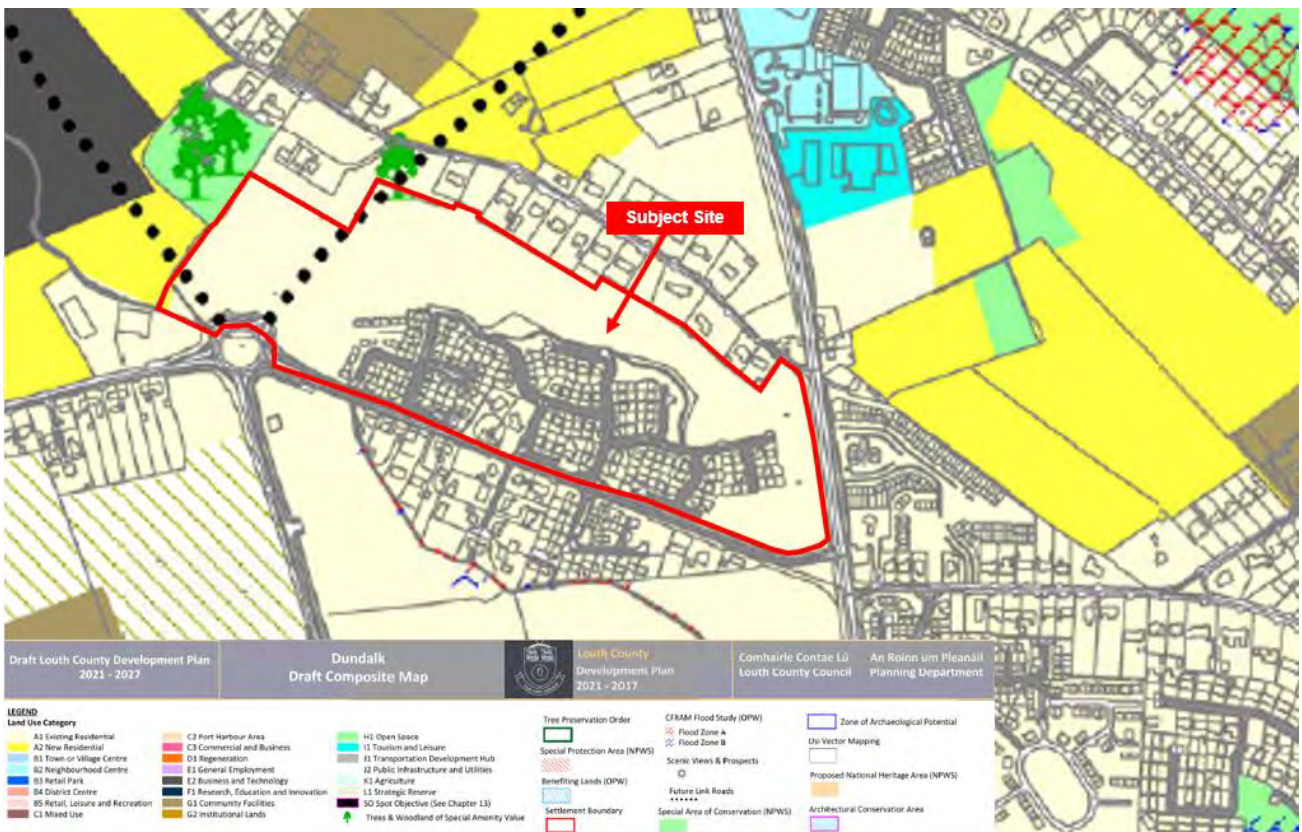 Subject Site
Draft Louth County Development Plan
2021 - 2027
Dundalk
Draft Composite Map
Louth County
Development Plan
2021 - 2017
Comhairle Contae Lú
Louth County Council
An Roinn um Pleanáil
Planning Department
LEGEND
Land Use Category
A1 Existing Residential
A2 New Residential
B1 Town or Village Centre
B2 Neighbourhood Centre
B3 Retail Park
B4 District Centre
B5 Retail, Leisure and Recreation
C1 Mixed Use
C2 Port Harbour Area
C3 Commercial and Business
D1 Regeneration
E1 General Employment
E2 Business and Technology
F1 Research, Education and Innovation
G1 Community Facilities
G2 Institutional Lands
H1 Open Space
I1 Tourism and Leisure
J1 Transportation Development Hub
J2 Public Infrastructure and Utilities
K1 Agriculture
L1 Strategic Reserve
SO Spot Objective (See Chapter 13)
Trees & Woodland of Special Amenity Value
Tree Preservation Order
Special Protection Area (NPWS)
Benefiting Lands (OPW)
Settlement Boundary
CFRAM Flood Study (OPW)
Flood Zone A
Flood Zone B
Scenic Views & Prospects
Future Link Roads
Special Area of Conservation (NPWS)
Zone of Archaeological Potential
Osi Vector Mapping
Proposed National Heritage Area (NPWS)
Architectural Conservation Area